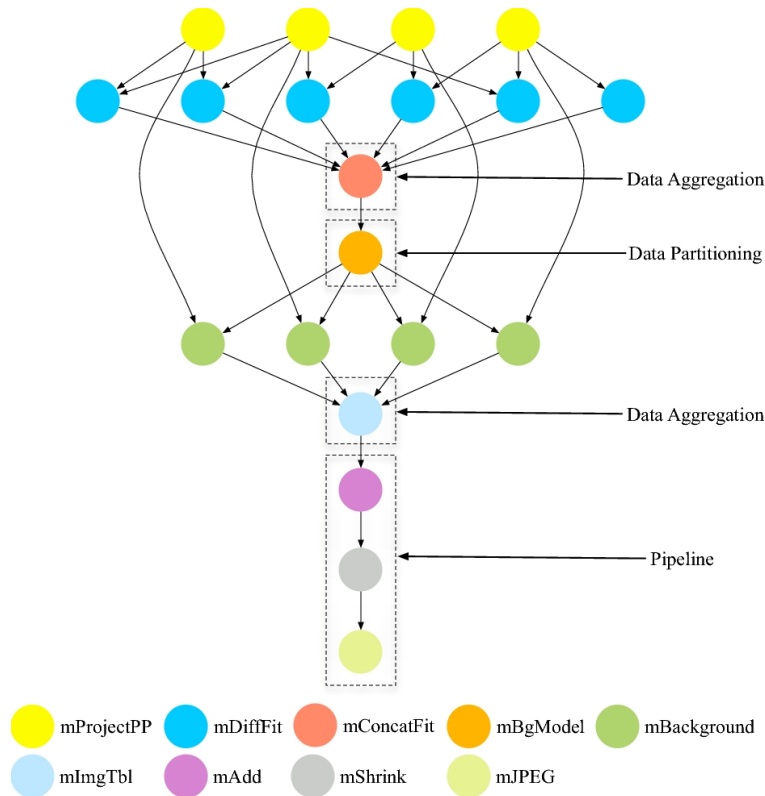 Data Aggregation
Data Partitioning
Data Aggregation
Pipeline
mProjectPP mDiffFit mConcatFit mBgModel mBackground
mImgTbl mAdd mShrink mJPEG